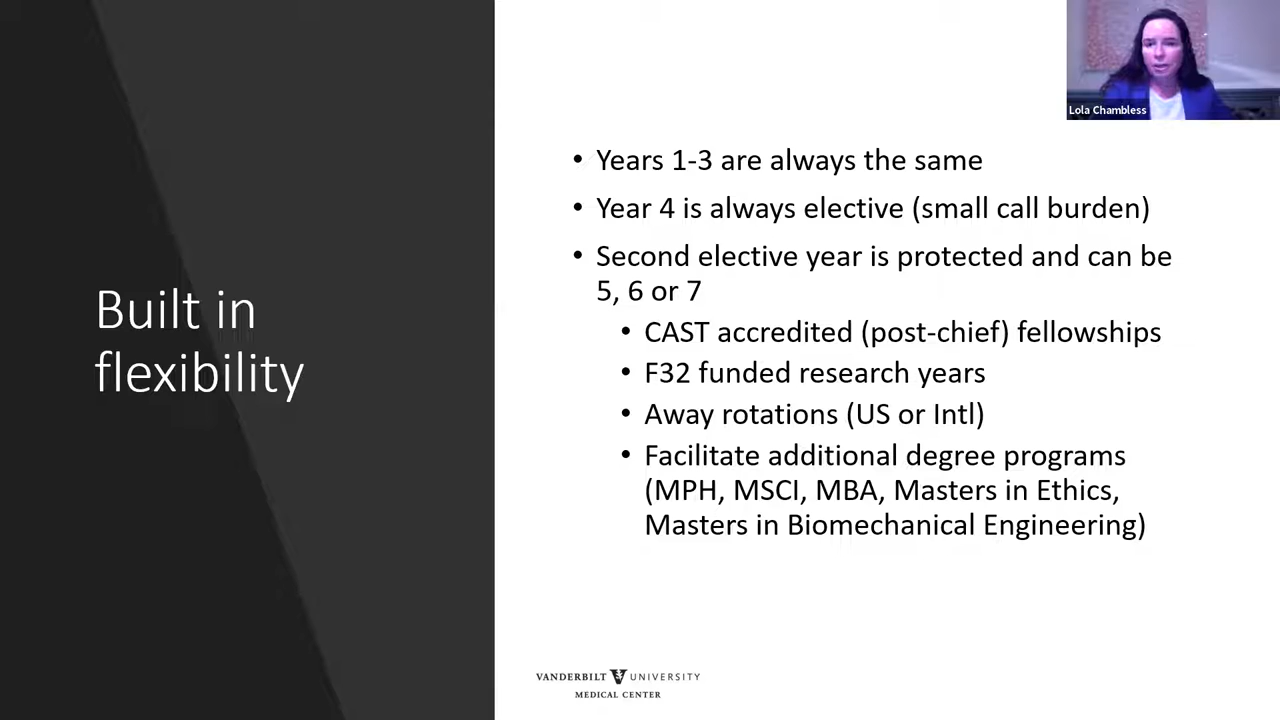 Lola Chambless
Built in
flexibility
• Years 1-3 are always the same
• Year 4 is always elective (small call burden)
• Second elective year is protected and can be
5, 6 or 7
• CAST accredited (post-chief) fellowships
• F32 funded research years
• Away rotations (US or Intl)
• Facilitate additional degree programs
(MPH, MSCI, MBA, Masters in Ethics,
Masters in Biomechanical Engineering)
VANDERBILT V UNIVERSITY
MEDICAL CENTER